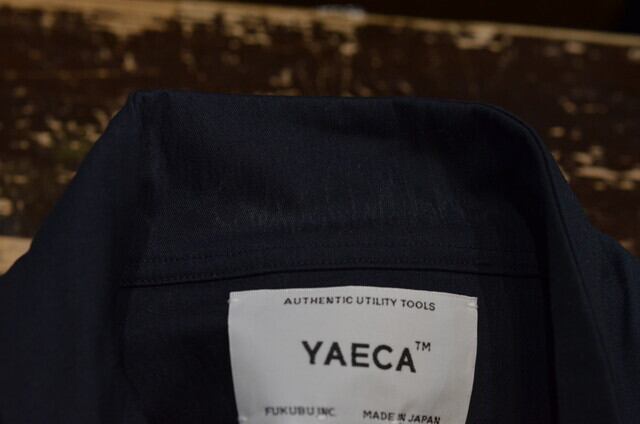 AUTHENTIC UTILITY TOOLS
YAECA™
FUKUBU INC. MADE IN JAPAN